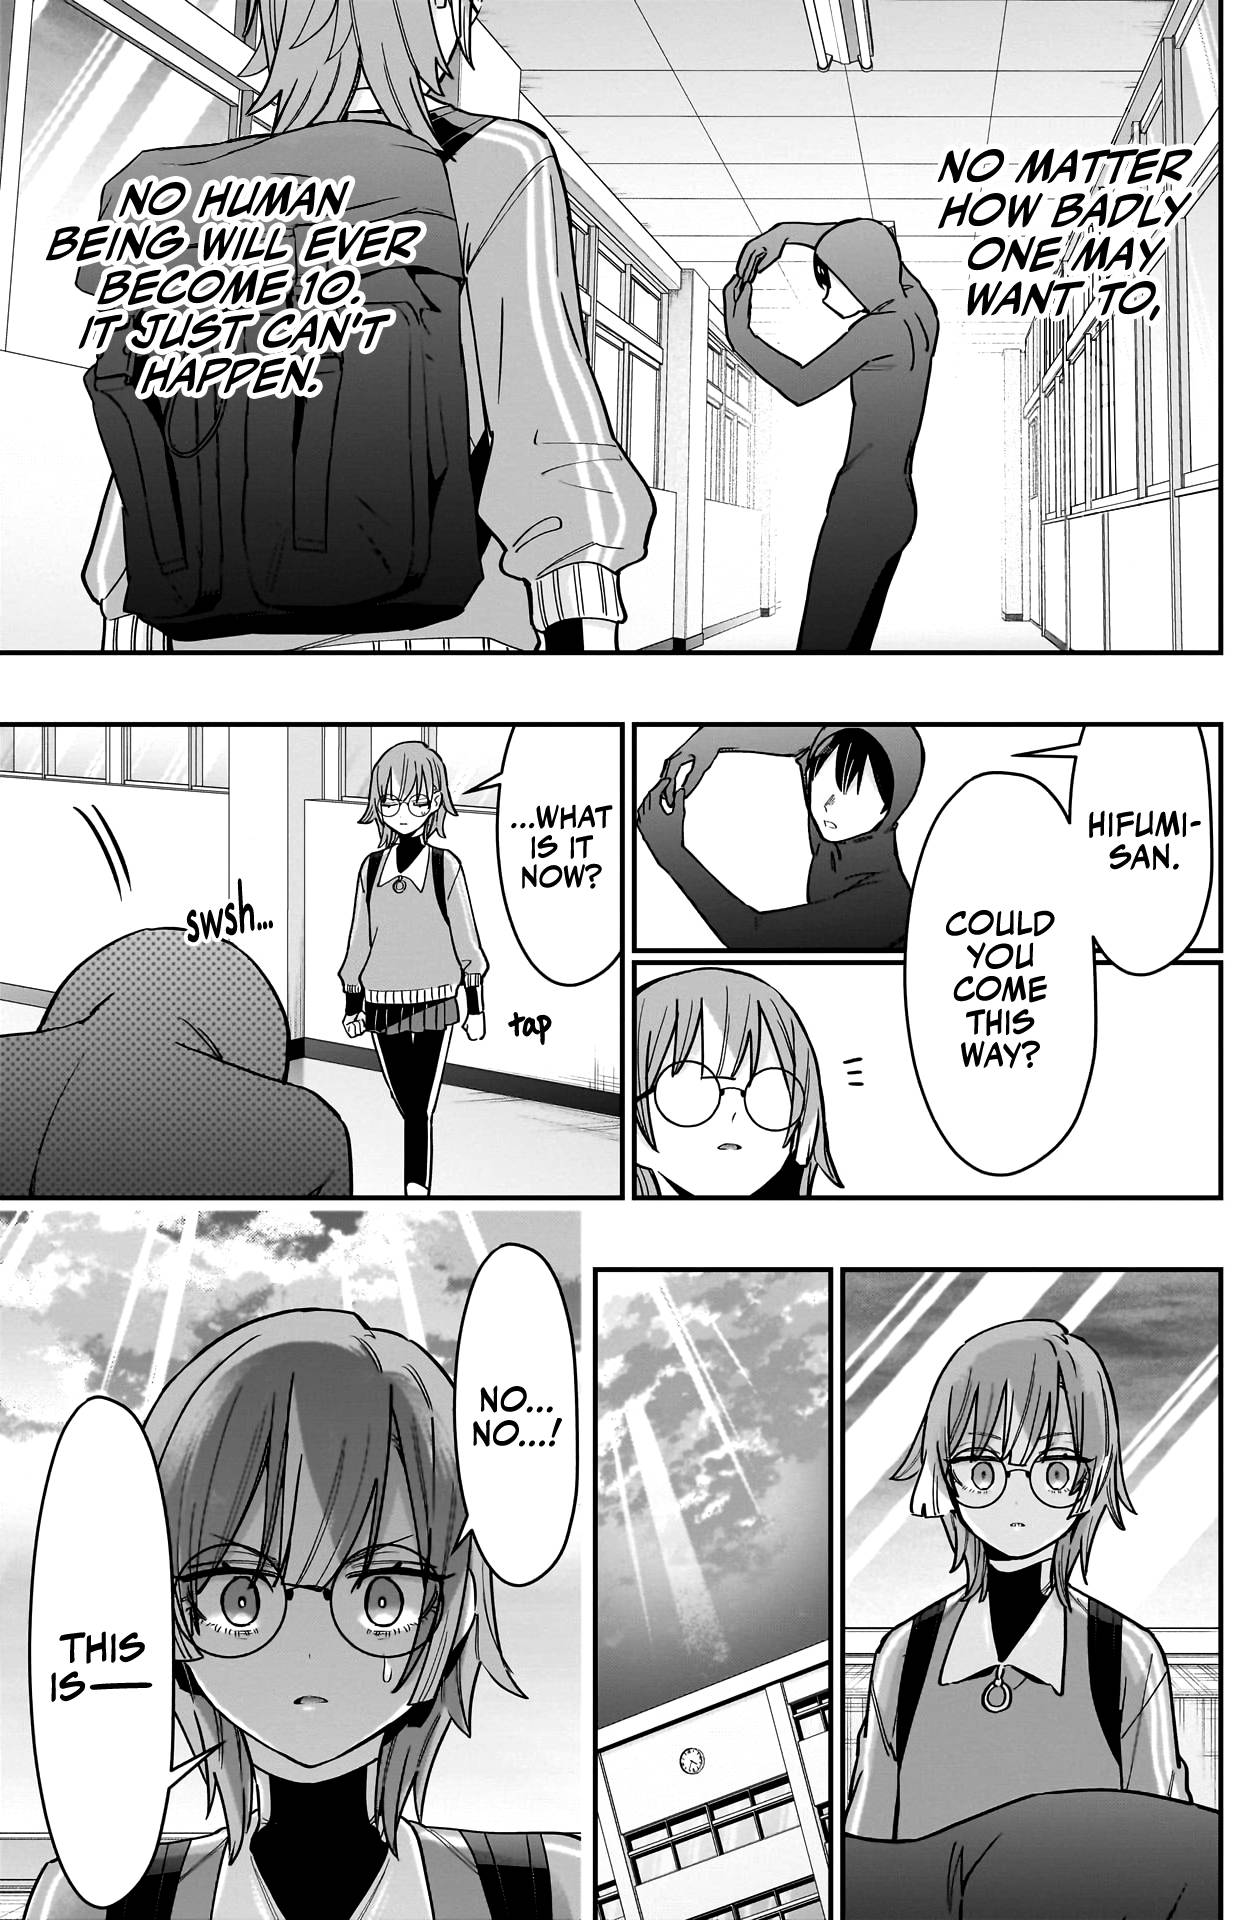 NO MATTER
HOW BADLY
ONE MAY
WANT TO,
NO HUMAN
BEING WILL EVER
BECOME 10.
IT JUST CAN'T
HAPPEN.
HIFUMI-
SAN.
COULD
YOU
COME
THIS
WAY?
...WHAT
IS IT
NOW?
tap
swsh...
NO...
NO...!
THIS
IS—